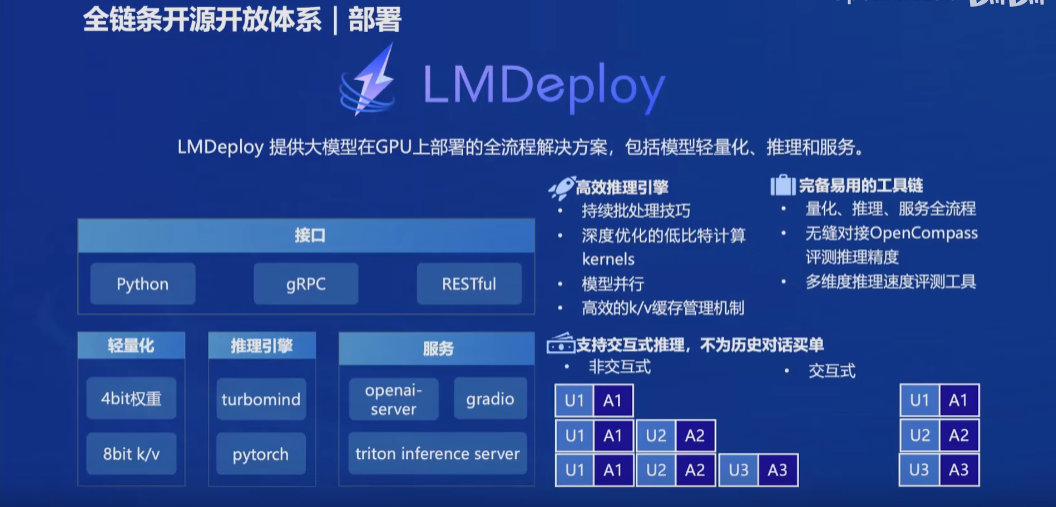 全链条开源开放体系 | 部署
LMDeploy
LMDeploy 提供大模型在GPU上部署的全流程解决方案，包括模型轻量化、推理和服务。
接口
Python
gRPC
RESTful
轻量化
4bit权重
8bit k/v
推理引擎
turbomind
pytorch
服务
openai-
server
gradio
triton inference server
高效推理引擎
• 持续批处理技巧
• 深度优化的低比特计算
kernels
• 模型并行
• 高效的k/v缓存管理机制
完备易用的工具链
• 量化、推理、服务全流程
• 无缝对接OpenCompass
评测推理精度
• 多维度推理速度评测工具
支持交互式推理，不为历史对话买单
• 非交互式
U1 A1
U1 A1 U2 A2
U1 A1 U2 A2 U3 A3
• 交互式
U1 A1
U2 A2
U3 A3